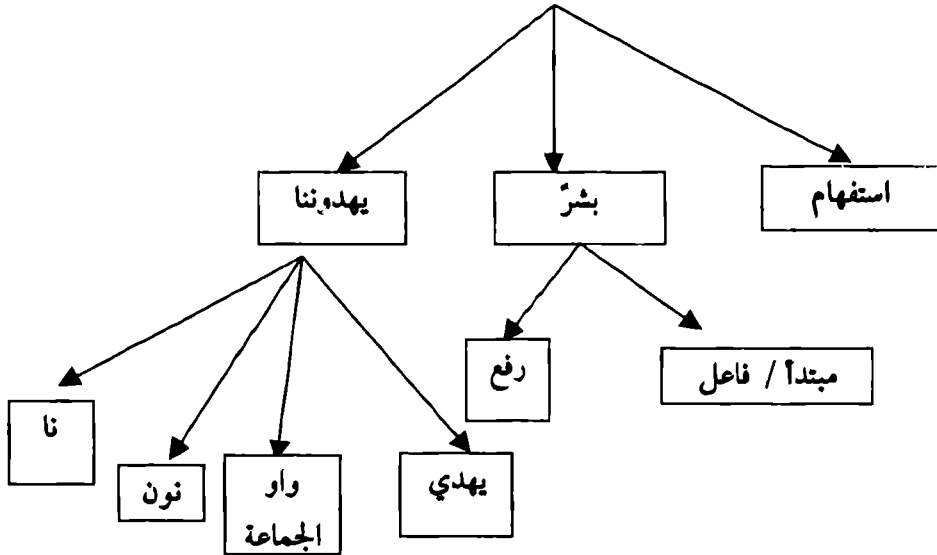 استفهام
بشرٌ
يهدوننا
مبتدأ / فاعل
رفع
يهدي
واو
الجماعة
نون
نا